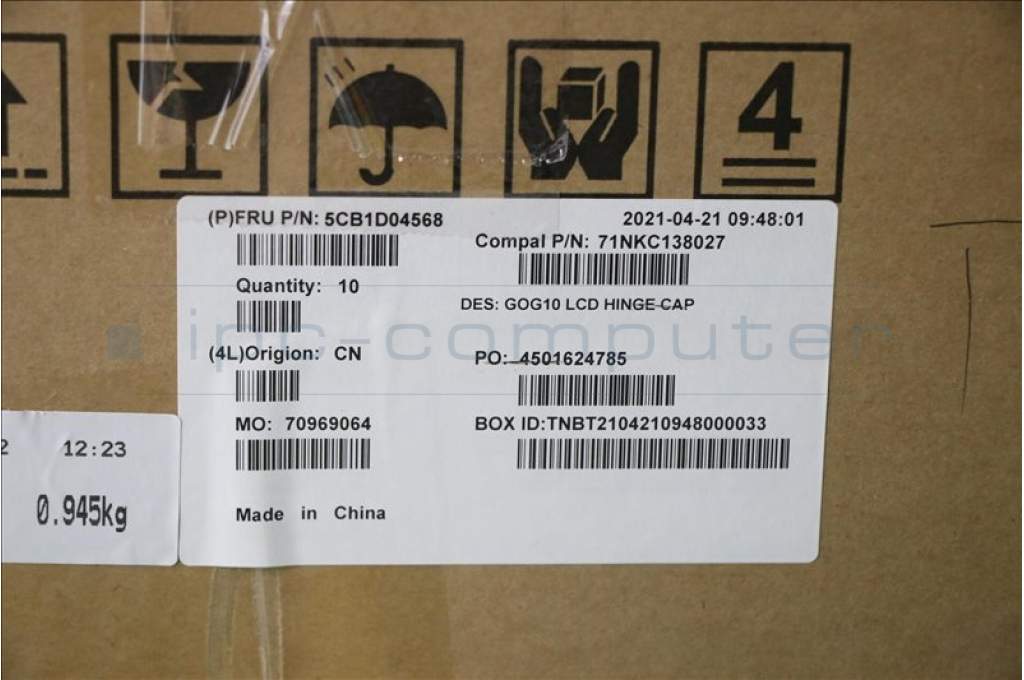 4
(P)FRU P/N: 5CB1D04568
2021-04-21 09:48:01
Compal P/N: 71NKC138027
Quantity: 10
DES: GOG10 LCD HINGE CAP
ipc-computer
(4L)Origion: CN
PO: 4501624785
MO: 70969064
BOX ID:TNBT2104210948000033
Made in China
2 12:23
0.945kg